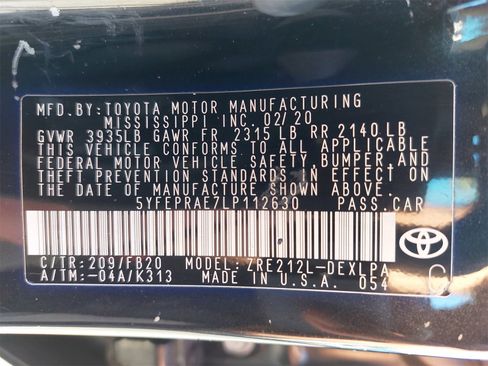 MFD.BY:TOYOTA MOTOR MANUFACTURING
MISSISSIPPI INC. 02/20
GVWR 3935LB GAWR FR 2315 LB RR 2140 LB
THIS VEHICLE CONFORMS TO ALL APPLICABLE
FEDERAL MOTOR VEHICLE SAFETY, BUMPER, AND
THEFT PREVENTION STANDARDS IN EFFECT ON
THE DATE OF MANUFACTURE SHOWN ABOVE.
5YFEPRAE7LP112630 PASS.CAR
C/TR:209/FB20 MODEL:ZRE212L-DEXLPA
A/TM:-04A/K313 MADE IN U.S.A. 054